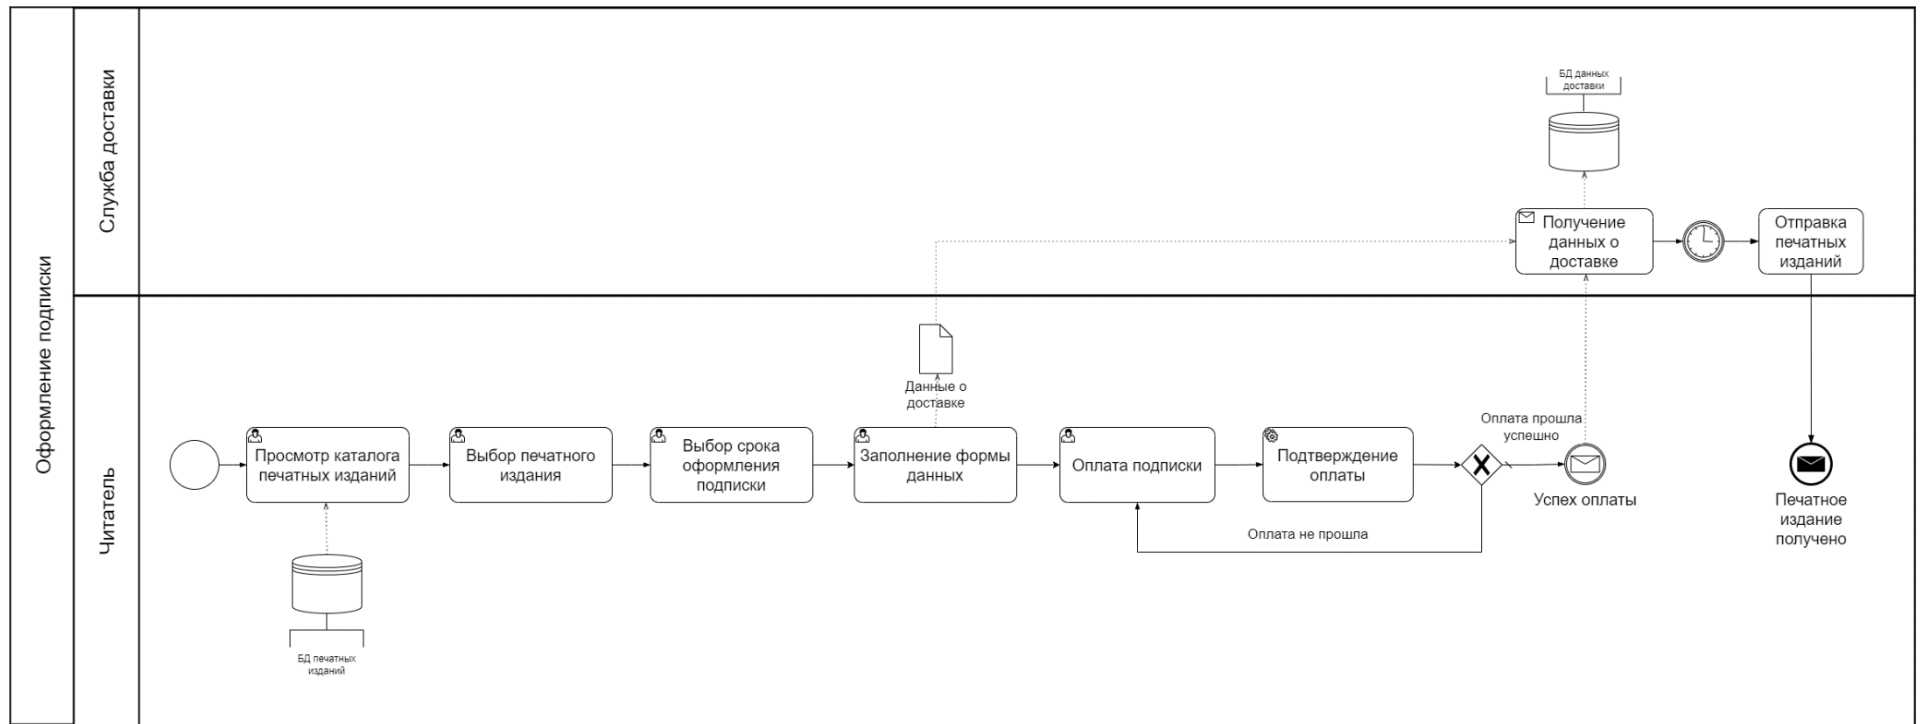 Оформление подписки
Служба доставки
БД данных
доставки
Получение
данных о
доставке
Отправка
печатных
изданий
Читатель
Данные о
доставке
Просмотр каталога
печатных изданий
Выбор печатного
издания
Выбор срока
оформления
подписки
Заполнение формы
данных
Оплата подписки
Подтверждение
оплаты
Оплата прошла
успешно
Успех оплаты
Оплата не прошла
Печатное
издание
получено
БД печатных
изданий